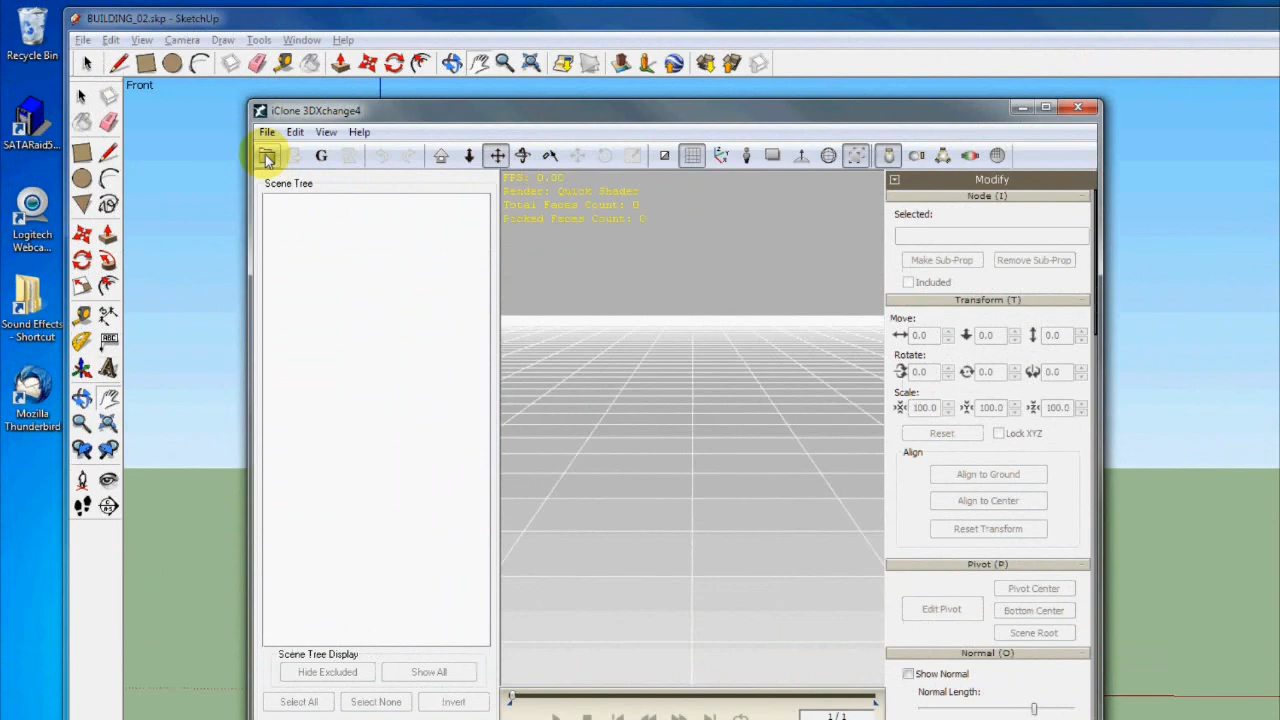 BUILDING_02.skp - SketchUp
File Edit View Camera Draw Tools Window Help
Front
Recycle Bin
SATARaid5...
Logitech
Webca...
Sound Effects
- Shortcut
Mozilla
Thunderbird
ABC
iClone 3DXchange4
File Edit View Help
G
Scene Tree
FPS: 0.00
Render: Quick Shader
Total Faces Count: 0
Picked Faces Count: 0
Scene Tree Display
Hide Excluded Show All
Select All Select None Invert
1/1
Modify
Node (I)
Selected:
Make Sub-Prop Remove Sub-Prop
Included
Transform (T)
Move:
0.0 0.0 0.0
Rotate:
0.0 0.0 0.0
Scale:
100.0 100.0 100.0
Reset Lock XYZ
Align
Align to Ground
Align to Center
Reset Transform
Pivot (P)
Edit Pivot
Pivot Center
Bottom Center
Scene Root
Normal (O)
Show Normal
Normal Length: